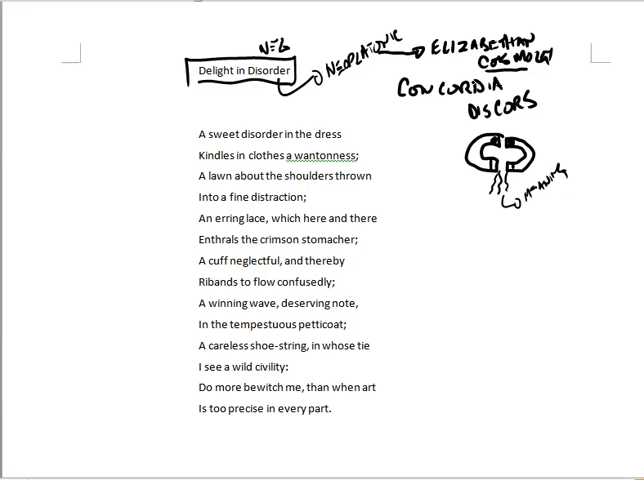 NEG
NEOPLATONIC
ELIZABETHAN
Delight in Disorder
CONCORDIA
DISCORS
A sweet disorder in the dress
Kindles in clothes a wantonness;
A lawn about the shoulders thrown
Into a fine distraction;
An erring lace, which here and there
Enthrals the crimson stomacher;
A cuff neglectful, and thereby
Ribands to flow confusedly;
A winning wave, deserving note,
In the tempestuous petticoat;
A careless shoe-string, in whose tie
I see a wild civility:
Do more bewitch me, than when art
Is too precise in every part.
MEANING